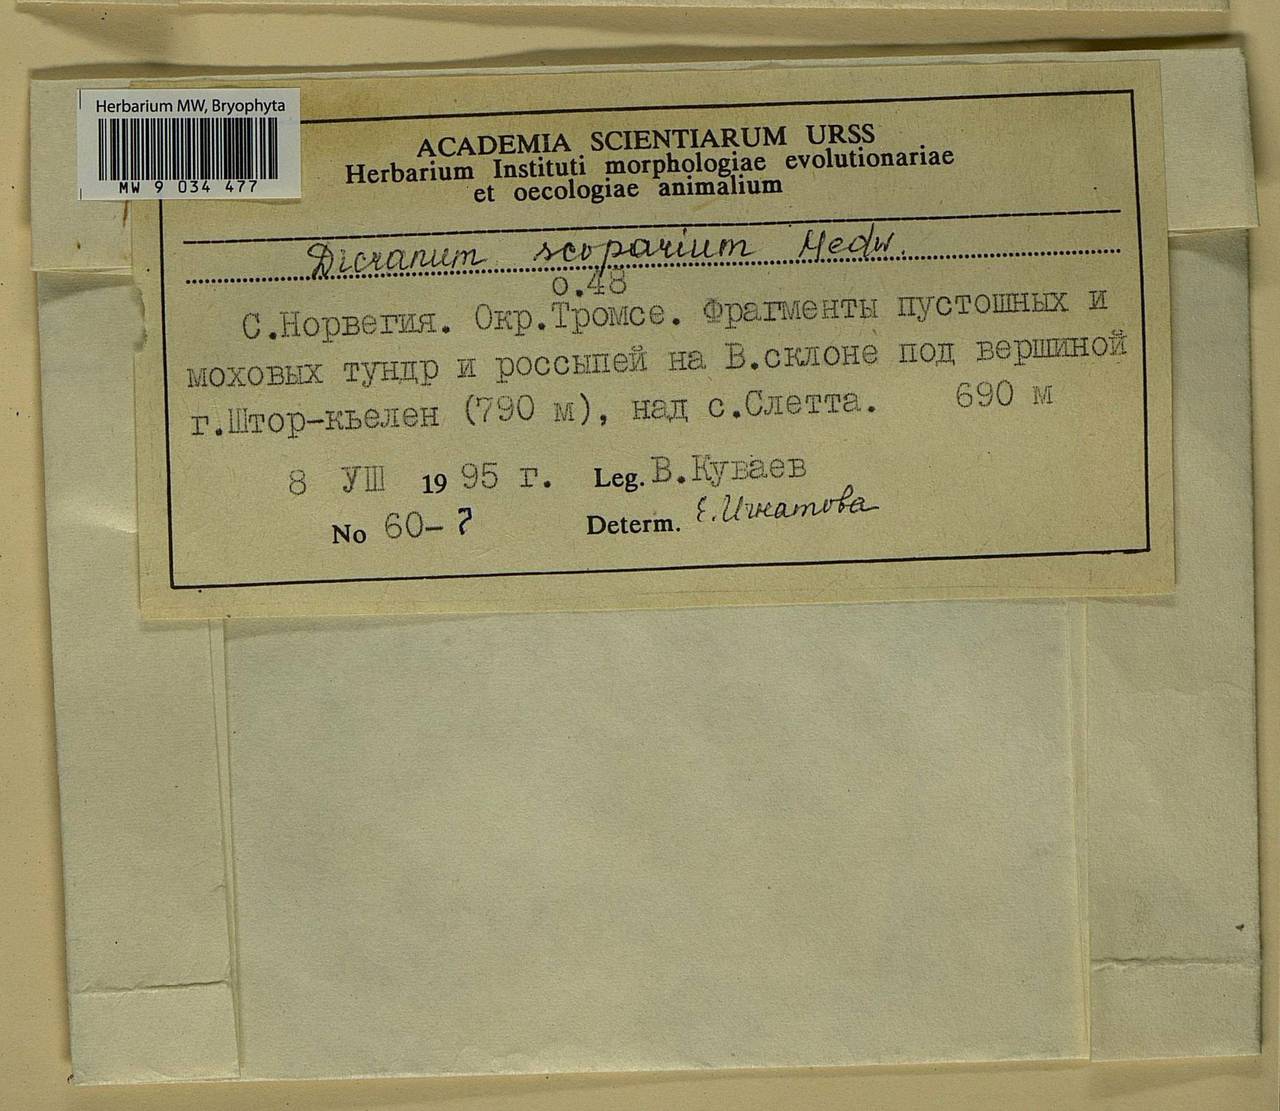 Herbarium MW, Bryophyta
MW 9 034 477
ACADEMIA SCIENTIARUM URSS
Herbarium Instituti morphologiae evolutionariae
et oecologiae animalium
Dicranum scoparium Hedw.
о.48
С.Норвегия. Окр.Тромсе. Фрагменты пустошных и
моховых тундр и россыпей на В.склоне под вершиной
г.Штор-кьелен (790 м), над с.Слетта. 690 м
8 УШ 1995 г. Leg. В.Куваев
No 60-7 Determ. Е.Игнатова